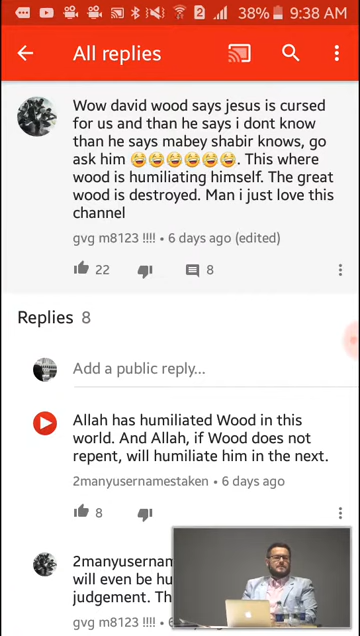 38% 9:38 AM
All replies
Wow david wood says jesus is cursed
for us and than he says i dont know
than he says mabey shabir knows, go
ask him 😂😂😂😂😂😂. This where
wood is humiliating himself. The great
wood is destroyed. Man i just love this
channel
gvg m8123 !!!! • 6 days ago (edited)
22 8
Replies 8
Add a public reply...
Allah has humiliated Wood in this
world. And Allah, if Wood does not
repent, will humiliate him in the next.
2manyusernamestaken • 6 days ago
8
2manyusernam
will even be hu
judgement. Th
gvg m8123 !!!! • 6